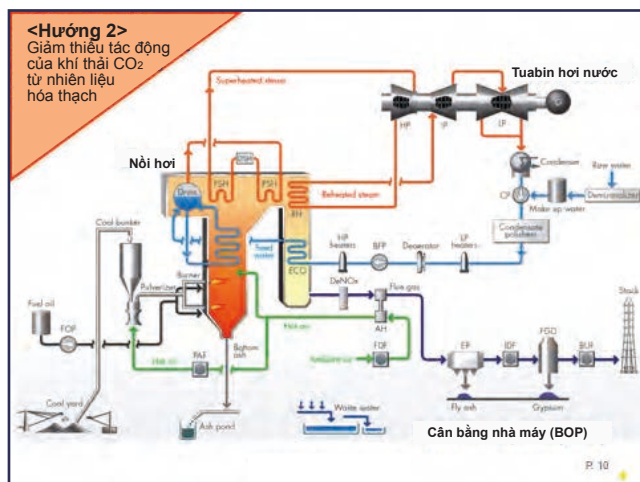 <Hướng 2>
Giảm thiểu tác động
của khí thải CO₂
từ nhiên liệu
hóa thạch
Superheated steam
Tuabin hơi nước
HP
IP
LP
G
Nồi hơi
DSH
Drum
FSH
PSH
RH
Reheated steam
Condenser
Raw water
CP
Make up water
Demineralizer
Condensate
polishers
Coal bunker
Feed
water
HP
heaters
BFP
Deaerator
LP
heaters
ECO
Burner
Pulverizer
DeNOx
Flue gas
Stack
Fuel oil
FOP
Hot air
AH
EP
IDF
FGD
BUF
Hot air
PAF
Bottom
ash
FDF
Fly ash
Gypsum
Coal yard
Ash pond
Waste water
Cân bằng nhà máy (BOP)
P. 10